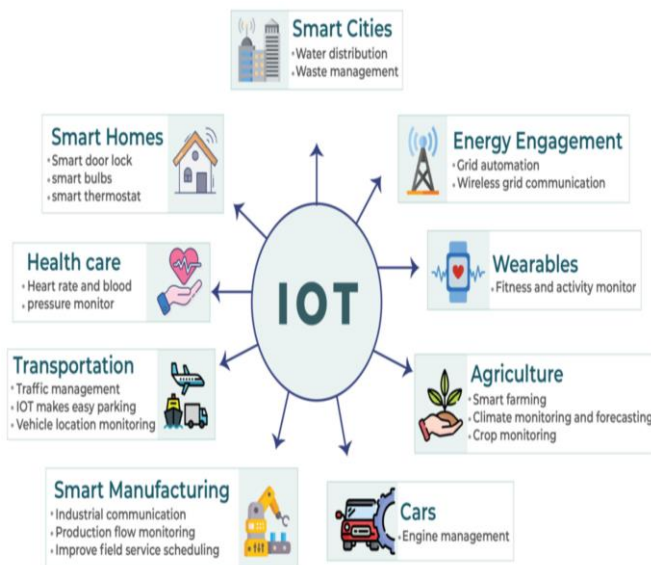 Smart Cities
•Water distribution
•Waste management
Smart Homes
• Smart door lock
• smart bulbs
• smart thermostat
Energy Engagement
• Grid automation
• Wireless grid communication
Health care
• Heart rate and blood
• pressure monitor
IOT
Wearables
• Fitness and activity monitor
Transportation
•Traffic management
•IOT makes easy parking
•Vehicle location monitoring
Agriculture
•Smart farming
•Climate monitoring and forecasting
•Crop monitoring
Smart Manufacturing
•Industrial communication
•Production flow monitoring
•Improve field service scheduling
Cars
•Engine management